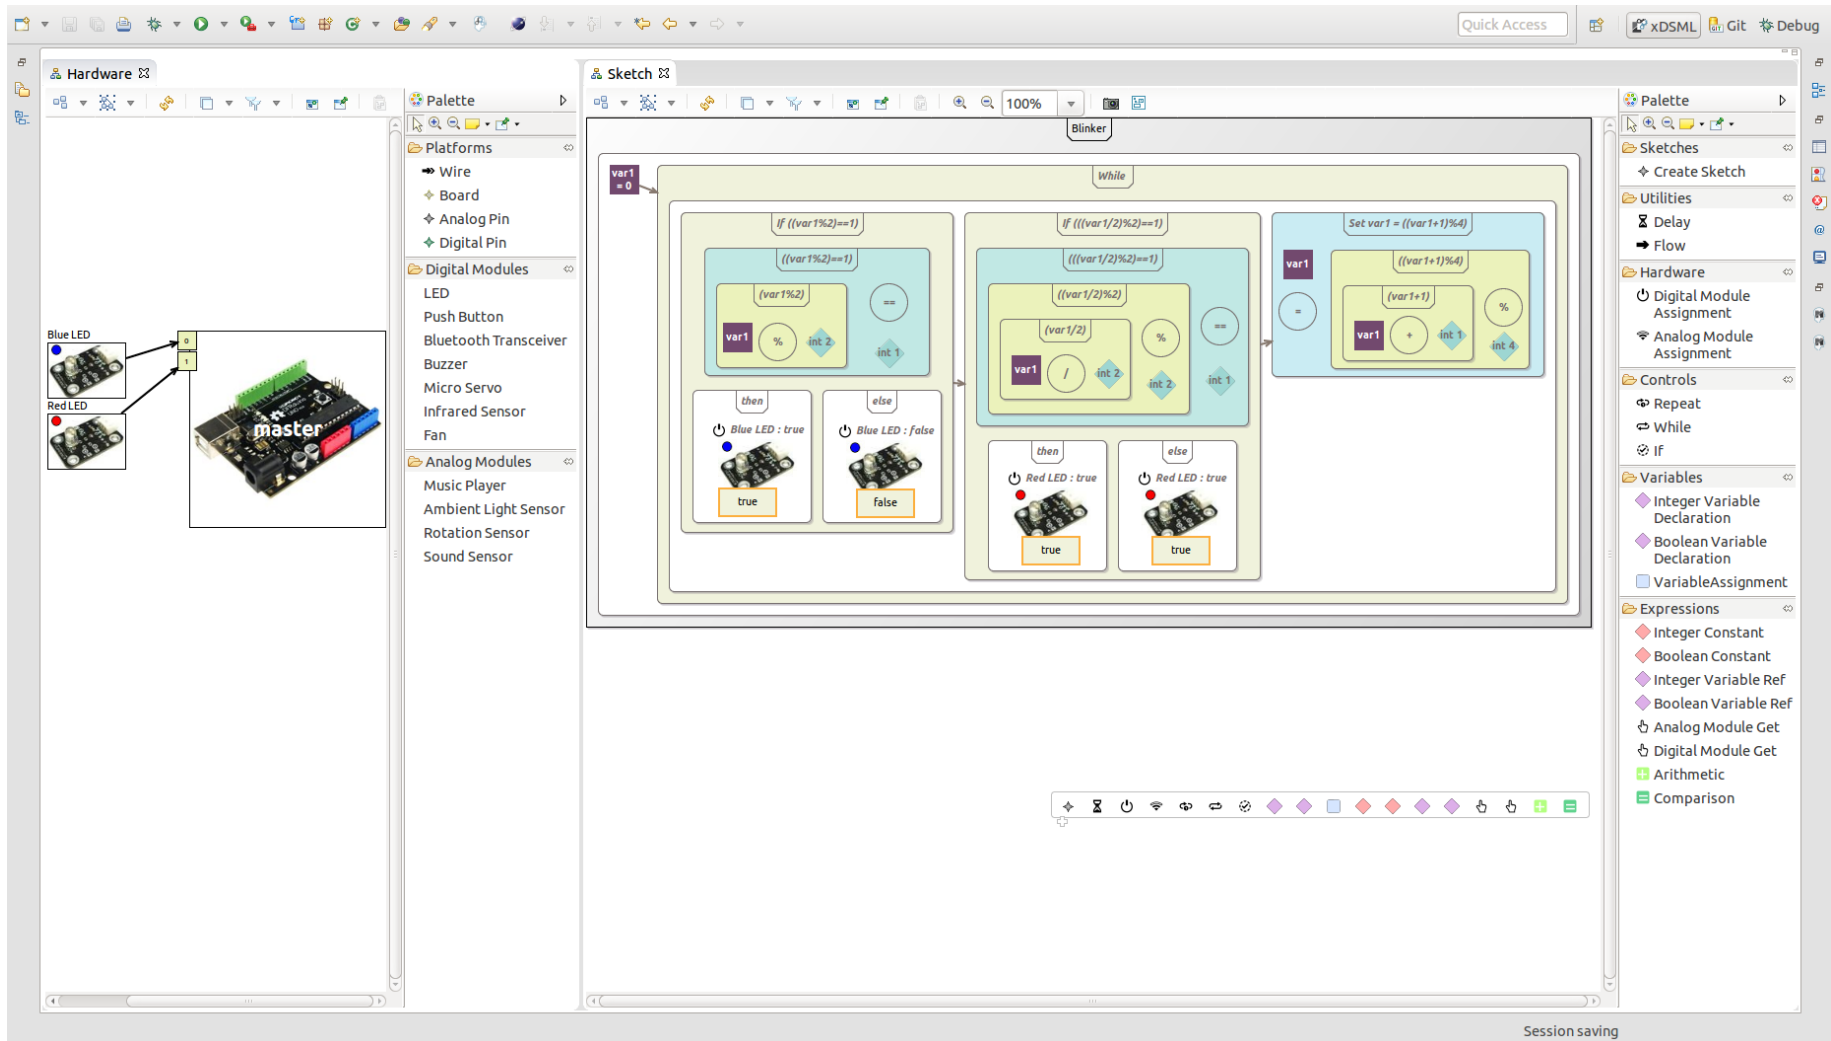 Quick Access
xDSML
Git
Debug
Hardware
Palette
Platforms
Wire
Board
Analog Pin
Digital Pin
Digital Modules
LED
Push Button
Bluetooth Transceiver
Buzzer
Micro Servo
Infrared Sensor
Fan
Analog Modules
Music Player
Ambient Light Sensor
Rotation Sensor
Sound Sensor
Blue LED
0
1
Red LED
master
Sketch
100%
Blinker
var1
= 0
While
If ((var1%2)==1)
((var1%2)==1)
(var1%2)
var1
%
int 2
==
int 1
then
Blue LED : true
true
else
Blue LED : false
false
If (((var1/2)%2)==1)
(((var1/2)%2)==1)
((var1/2)%2)
(var1/2)
var1
/
int 2
%
int 2
==
int 1
then
Red LED : true
true
else
Red LED : true
true
Set var1 = ((var1+1)%4)
var1
=
((var1+1)%4)
(var1+1)
var1
+
int 1
%
int 4
Palette
Sketches
Create Sketch
Utilities
Delay
Flow
Hardware
Digital Module
Assignment
Analog Module
Assignment
Controls
Repeat
While
If
Variables
Integer Variable
Declaration
Boolean Variable
Declaration
VariableAssignment
Expressions
Integer Constant
Boolean Constant
Integer Variable Ref
Boolean Variable Ref
Analog Module Get
Digital Module Get
Arithmetic
Comparison
Session saving